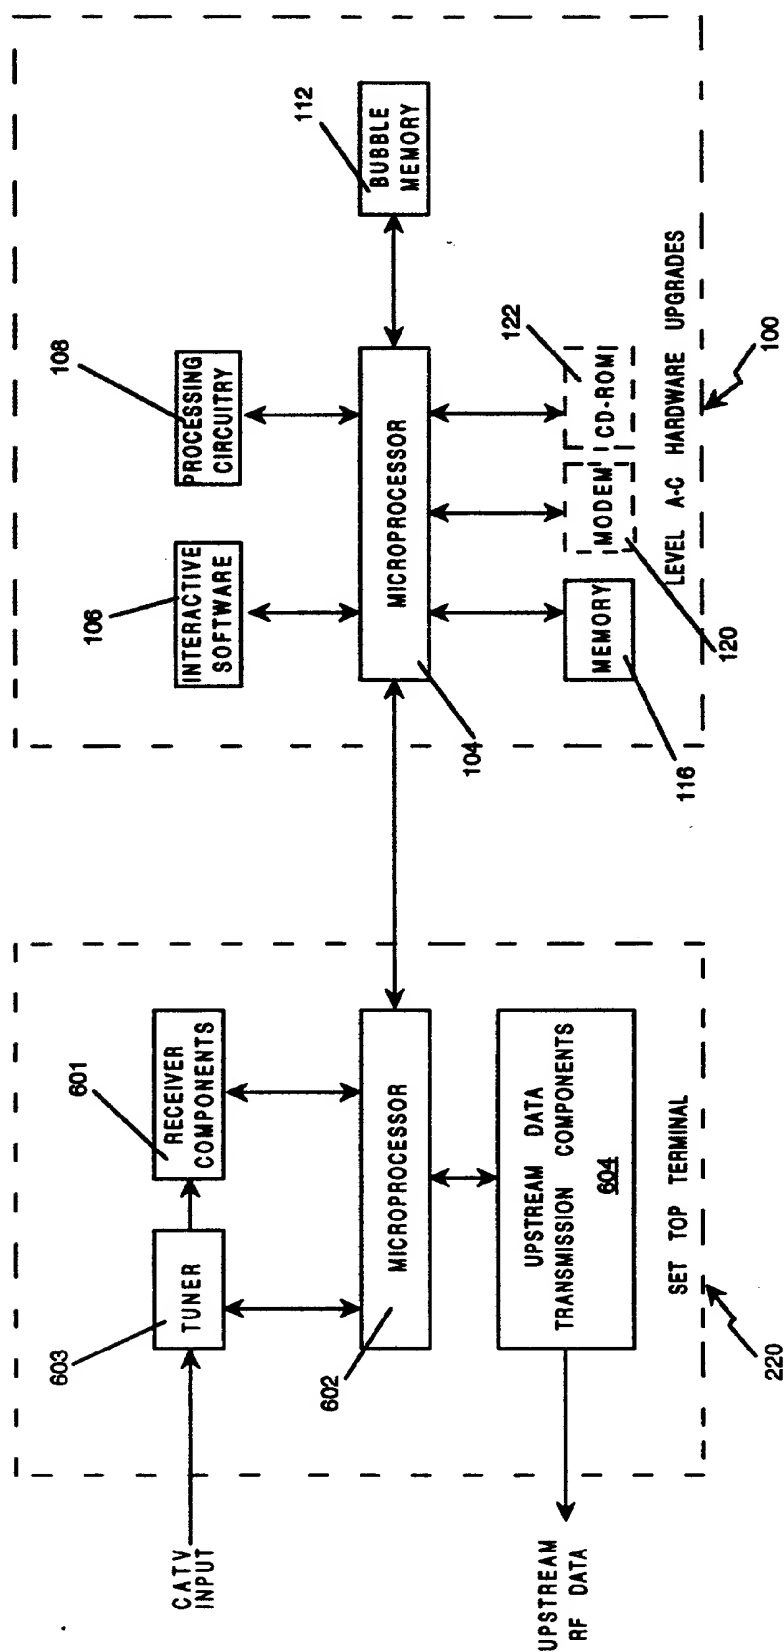 CATV
INPUT
603
TUNER
601
RECEIVER
COMPONENTS
602
MICROPROCESSOR
UPSTREAM DATA
TRANSMISSION COMPONENTS
604
UPSTREAM
RF DATA
SET TOP TERMINAL
220
106
INTERACTIVE
SOFTWARE
108
PROCESSING
CIRCUITRY
104
MICROPROCESSOR
112
BUBBLE
MEMORY
116
MEMORY
120
MODEM
122
CD-ROM
LEVEL A-C HARDWARE UPGRADES
100